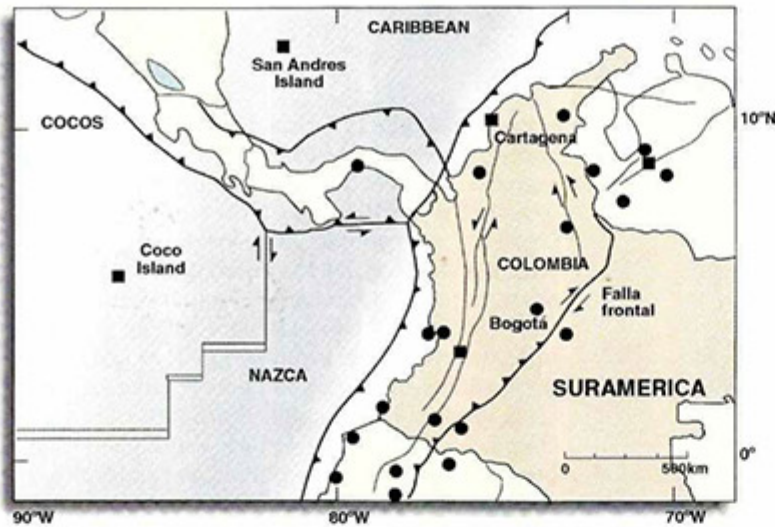 CARIBBEAN
San Andres
Island
COCOS
10°N
Cartagena
Coco
Island
COLOMBIA
Falla
frontal
Bogotá
NAZCA
SURAMERICA
0°
0 500km
90°W 80°W 70°W